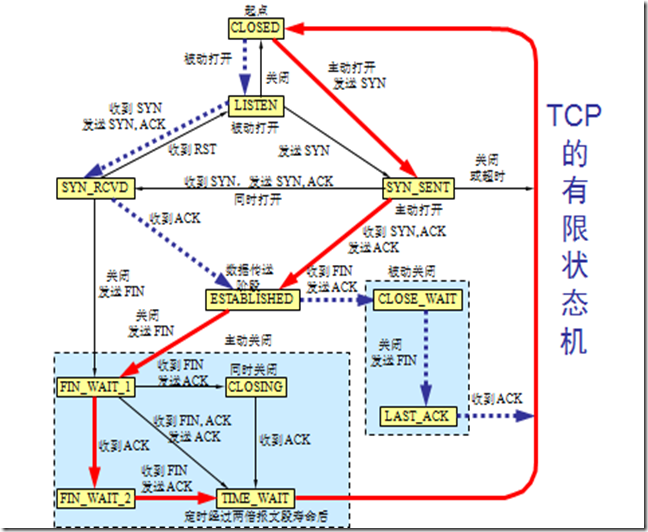 起点
CLOSED
被动打开
关闭
主动打开
发送 SYN
收到 SYN
发送 SYN, ACK
LISTEN
被动打开
收到 RST
发送 SYN
SYN_RCVD
收到 SYN，发送 SYN, ACK
同时打开
SYN_SENT
主动打开
关闭
或超时
收到 ACK
收到 SYN, ACK
发送 ACK
数据传送
阶段
ESTABLISHED
关闭
发送 FIN
关闭
发送 FIN
收到 FIN
发送 ACK
被动关闭
CLOSE_WAIT
关闭
发送 FIN
LAST_ACK
收到 ACK
主动关闭
FIN_WAIT_1
收到 FIN
发送 ACK
同时关闭
CLOSING
收到 FIN, ACK
发送 ACK
收到 ACK
收到 ACK
FIN_WAIT_2
收到 FIN
发送 ACK
TIME_WAIT
定时经过两倍报文段寿命后
TCP
的
有
限
状
态
机